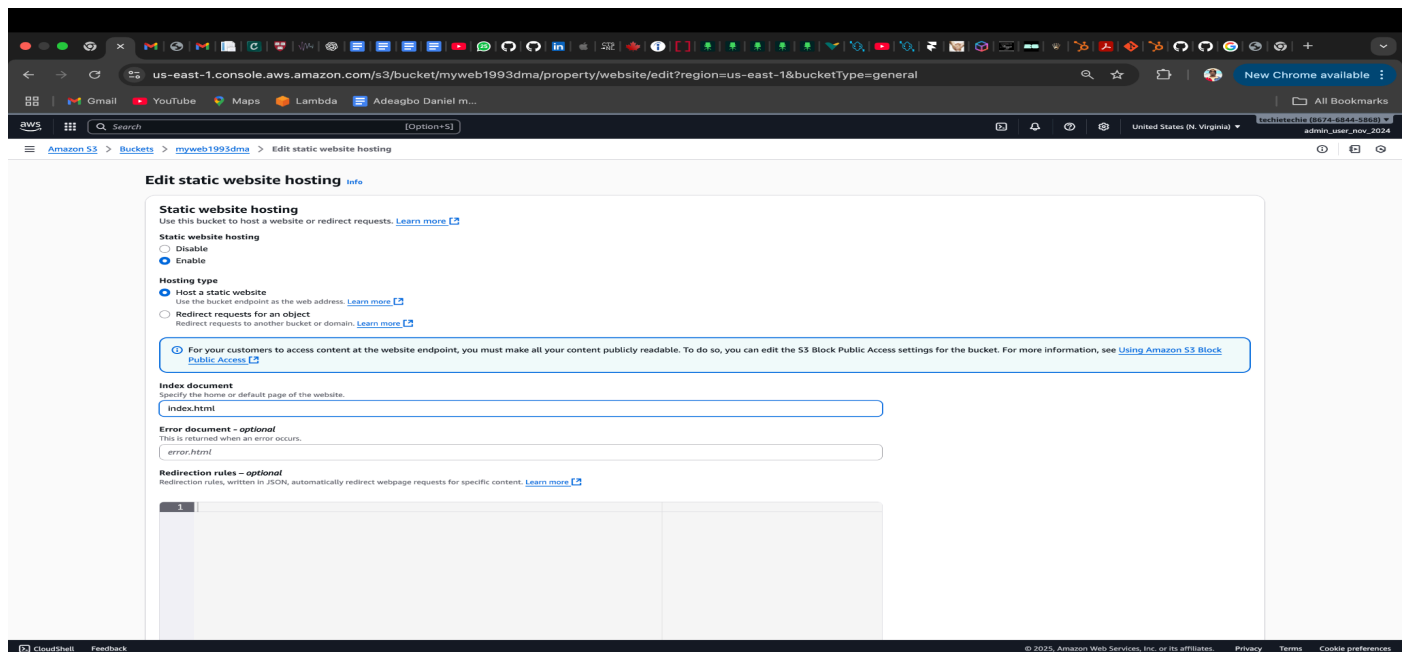 us-east-1.console.aws.amazon.com/s3/bucket/myweb1993dma/property/website/edit?region=us-east-1&bucketType=general
New Chrome available
Gmail YouTube Maps Lambda Adeagbo Daniel m... All Bookmarks
aws Search [Option+S] United States (N. Virginia) techietechie (8674-6844-5868)
admin_user_nov_2024
Amazon S3 > Buckets > myweb1993dma > Edit static website hosting
Edit static website hosting Info
Static website hosting
Use this bucket to host a website or redirect requests. Learn more
Static website hosting
Disable
Enable
Hosting type
Host a static website
Use the bucket endpoint as the web address. Learn more
Redirect requests for an object
Redirect requests to another bucket or domain. Learn more
For your customers to access content at the website endpoint, you must make all your content publicly readable. To do so, you can edit the S3 Block Public Access settings for the bucket. For more information, see Using Amazon S3 Block
Public Access
Index document
Specify the home or default page of the website.
index.html
Error document – optional
This is returned when an error occurs.
error.html
Redirection rules – optional
Redirection rules, written in JSON, automatically redirect webpage requests for specific content. Learn more
1
CloudShell Feedback © 2025, Amazon Web Services, Inc. or its affiliates. Privacy Terms Cookie preferences